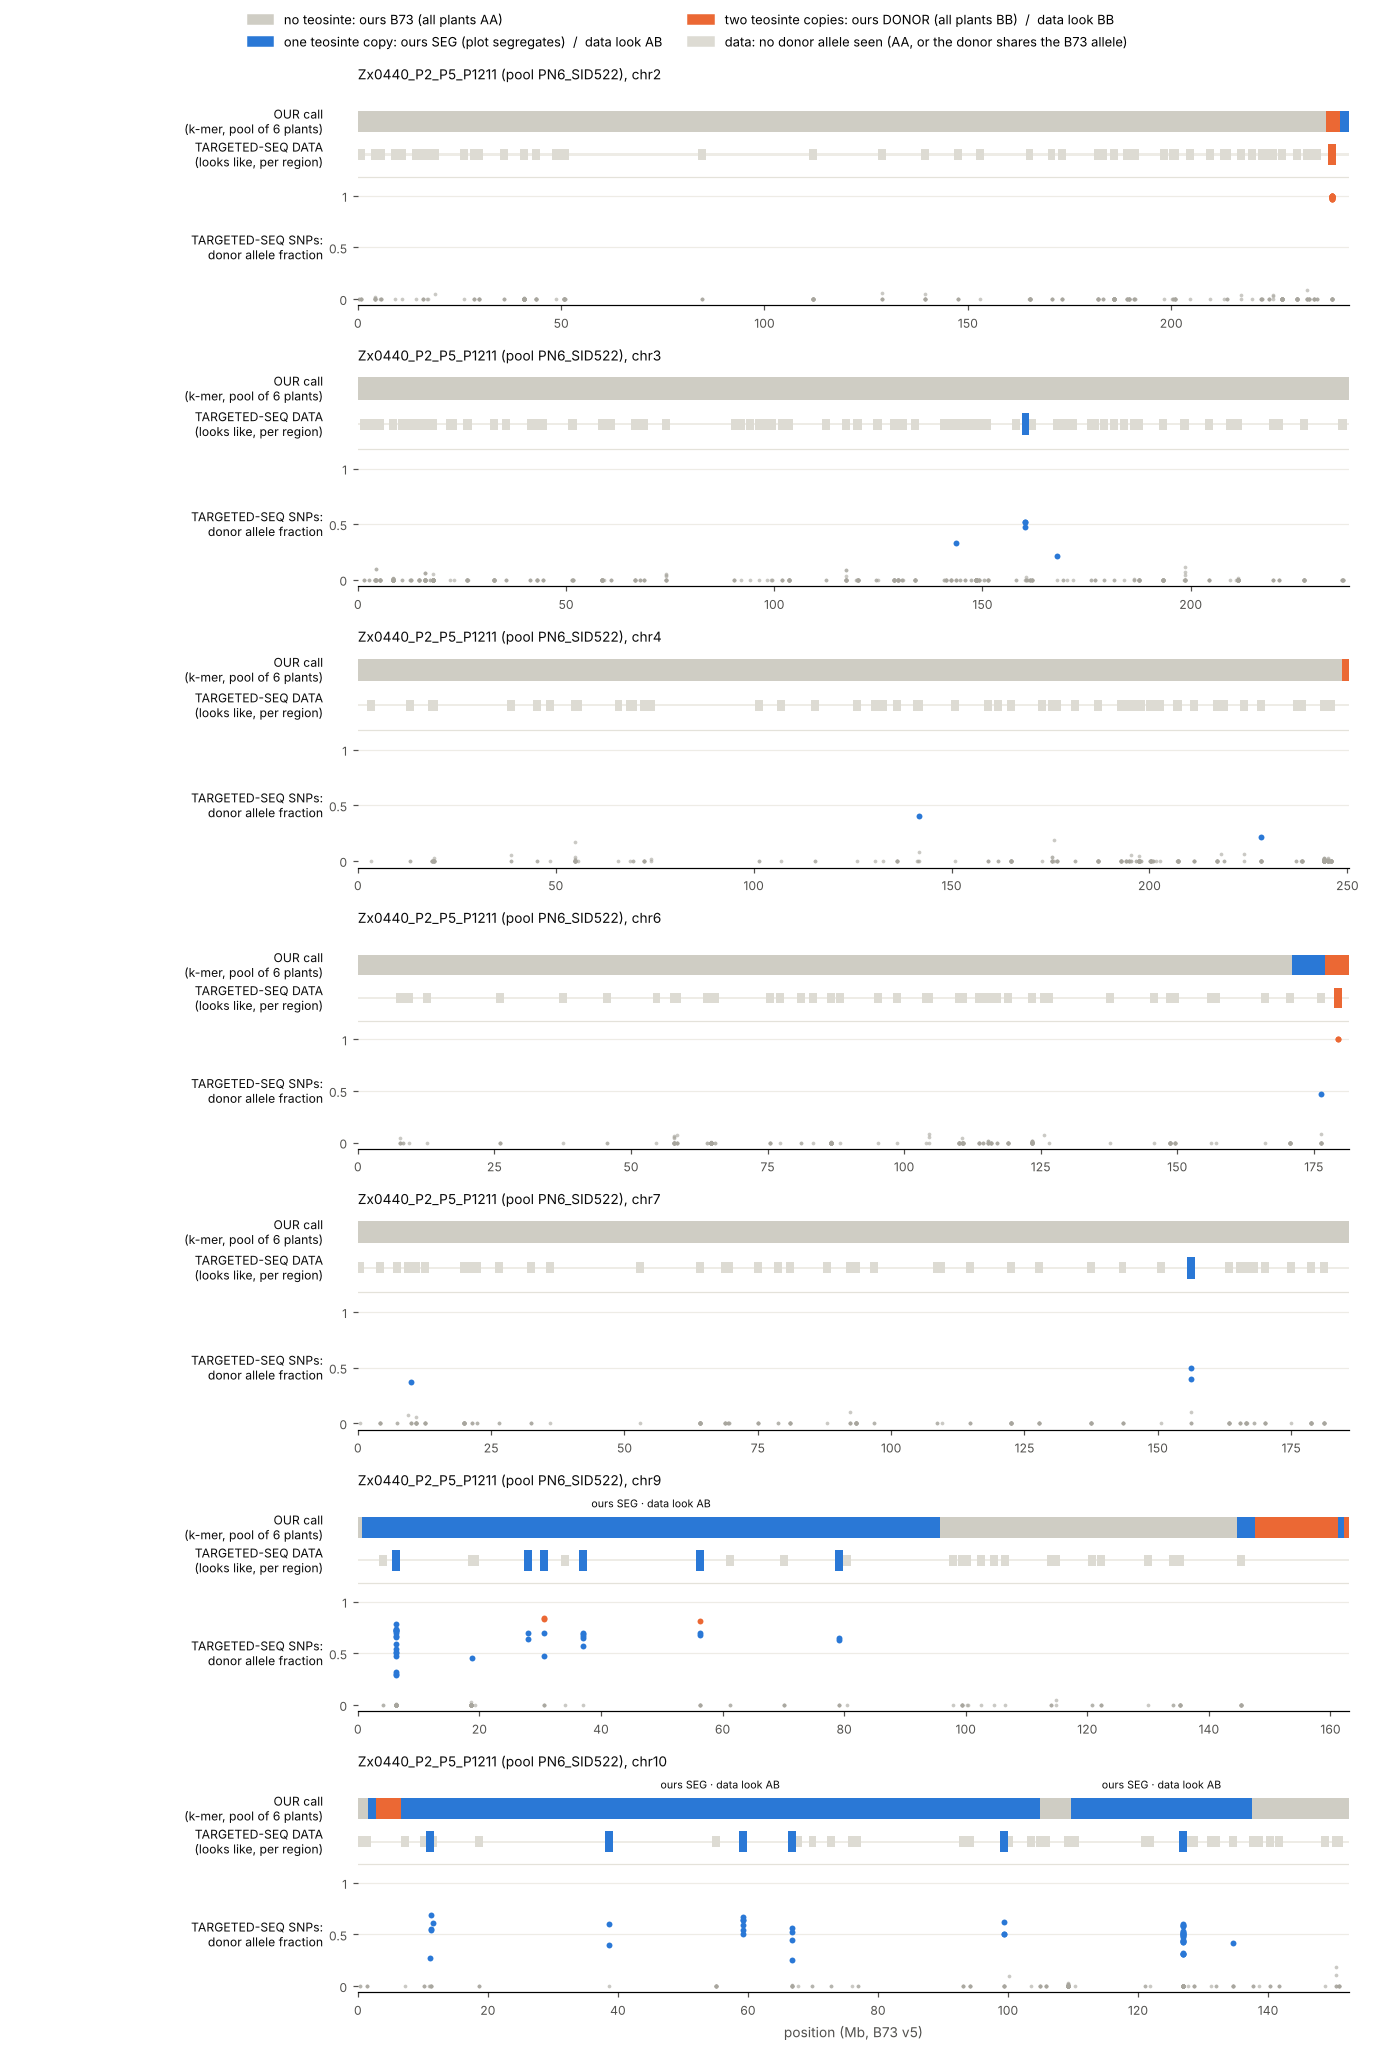 no teosinte: ours B73 (all plants AA)
two teosinte copies: ours DONOR (all plants BB)  /  data look BB
one teosinte copy: ours SEG (plot segregates)  /  data look AB
data: no donor allele seen (AA, or the donor shares the B73 allele)
Zx0440_P2_P5_P1211 (pool PN6_SID522), chr2
OUR call
(k-mer, pool of 6 plants)
TARGETED-SEQ DATA
(looks like, per region)
1
TARGETED-SEQ SNPs:
donor allele fraction
0.5
0
0 50 100 150 200
Zx0440_P2_P5_P1211 (pool PN6_SID522), chr3
OUR call
(k-mer, pool of 6 plants)
TARGETED-SEQ DATA
(looks like, per region)
1
TARGETED-SEQ SNPs:
donor allele fraction
0.5
0
0 50 100 150 200
Zx0440_P2_P5_P1211 (pool PN6_SID522), chr4
OUR call
(k-mer, pool of 6 plants)
TARGETED-SEQ DATA
(looks like, per region)
1
TARGETED-SEQ SNPs:
donor allele fraction
0.5
0
0 50 100 150 200 250
Zx0440_P2_P5_P1211 (pool PN6_SID522), chr6
OUR call
(k-mer, pool of 6 plants)
TARGETED-SEQ DATA
(looks like, per region)
1
TARGETED-SEQ SNPs:
donor allele fraction
0.5
0
0 25 50 75 100 125 150 175
Zx0440_P2_P5_P1211 (pool PN6_SID522), chr7
OUR call
(k-mer, pool of 6 plants)
TARGETED-SEQ DATA
(looks like, per region)
1
TARGETED-SEQ SNPs:
donor allele fraction
0.5
0
0 25 50 75 100 125 150 175
Zx0440_P2_P5_P1211 (pool PN6_SID522), chr9
ours SEG · data look AB
OUR call
(k-mer, pool of 6 plants)
TARGETED-SEQ DATA
(looks like, per region)
1
TARGETED-SEQ SNPs:
donor allele fraction
0.5
0
0 20 40 60 80 100 120 140 160
Zx0440_P2_P5_P1211 (pool PN6_SID522), chr10
ours SEG · data look AB
ours SEG · data look AB
OUR call
(k-mer, pool of 6 plants)
TARGETED-SEQ DATA
(looks like, per region)
1
TARGETED-SEQ SNPs:
donor allele fraction
0.5
0
0 20 40 60 80 100 120 140
position (Mb, B73 v5)